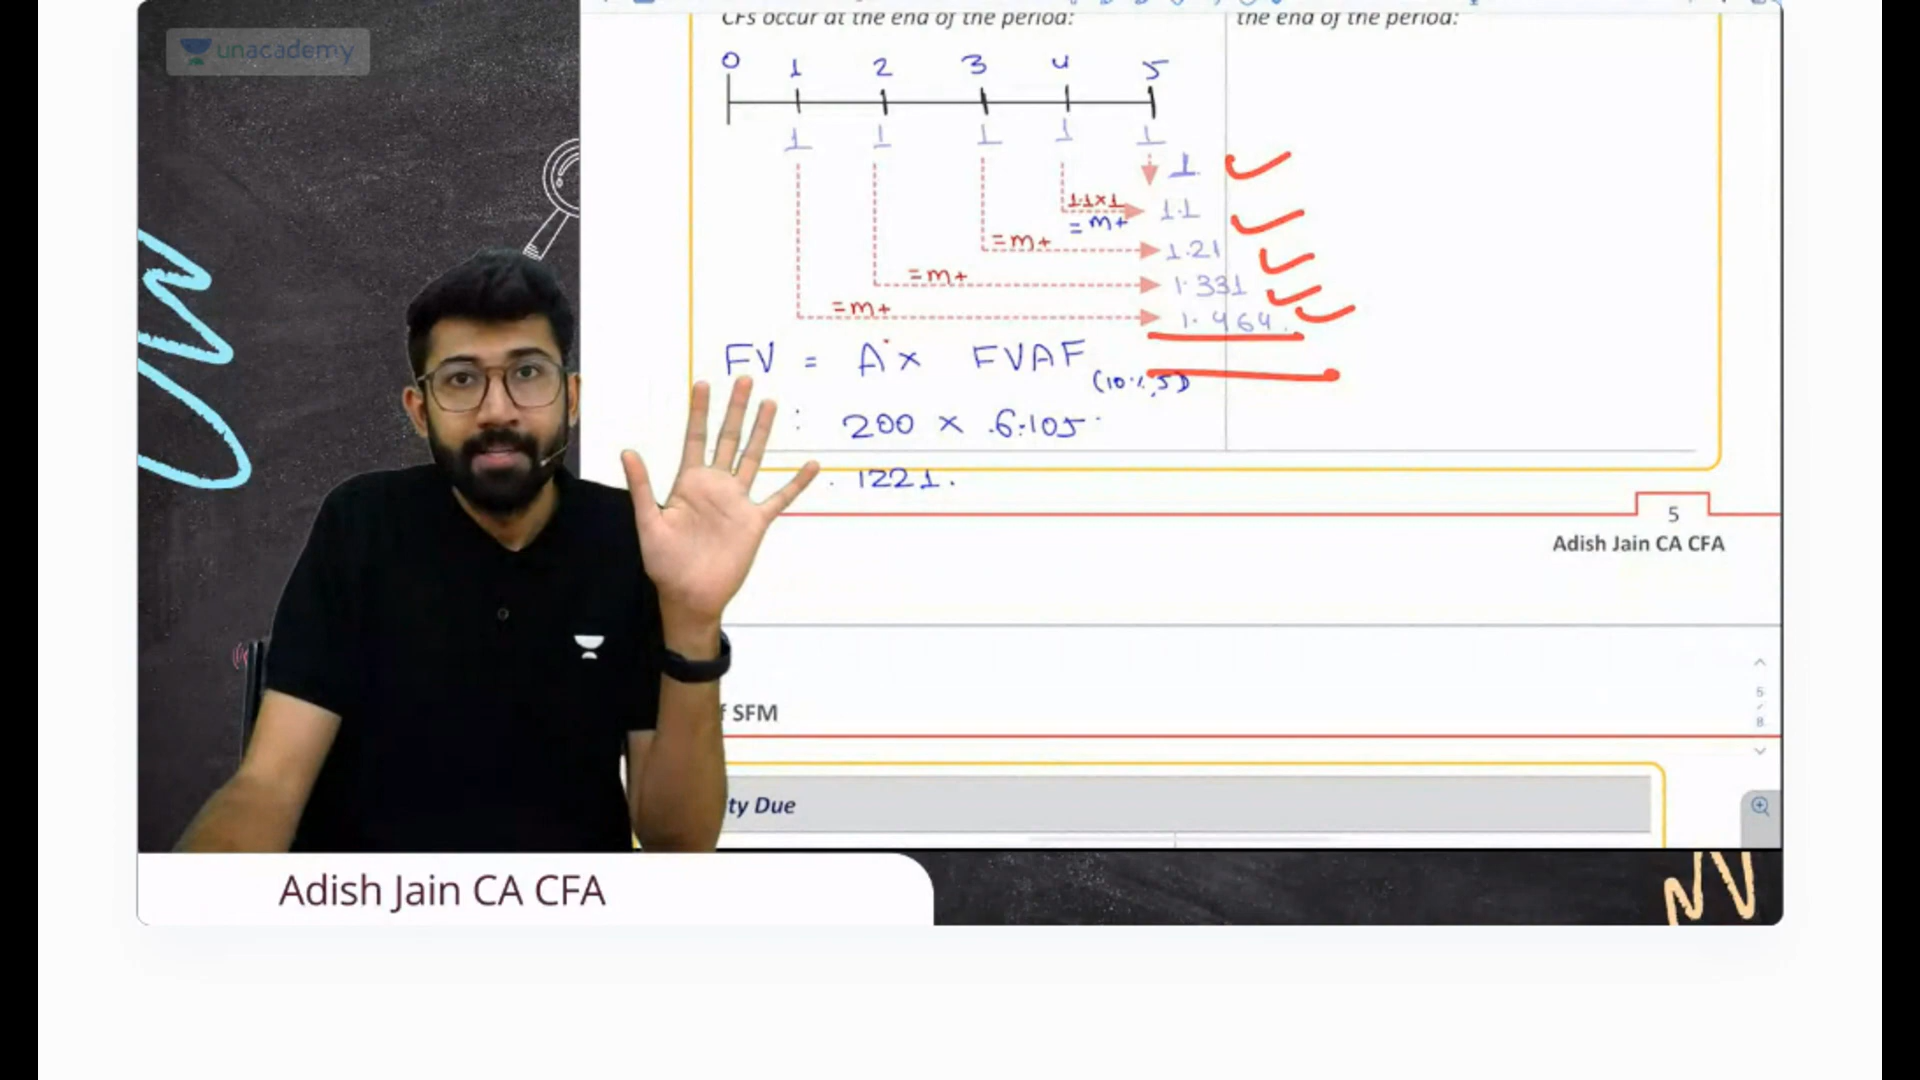 unacademy
CFs occur at the end of the period:
the end of the period:
0 1 2 3 4 5
1 1 1 1 1
1
1.1x1
1.1
= m+
= m+
1.21
= m+
1.331
= m+
1.464.
FV = A x FVAF (10%,5)
: 200 x 6.105
1221.
5
Adish Jain CA CFA
f SFM
5
/
8
ty Due
Adish Jain CA CFA